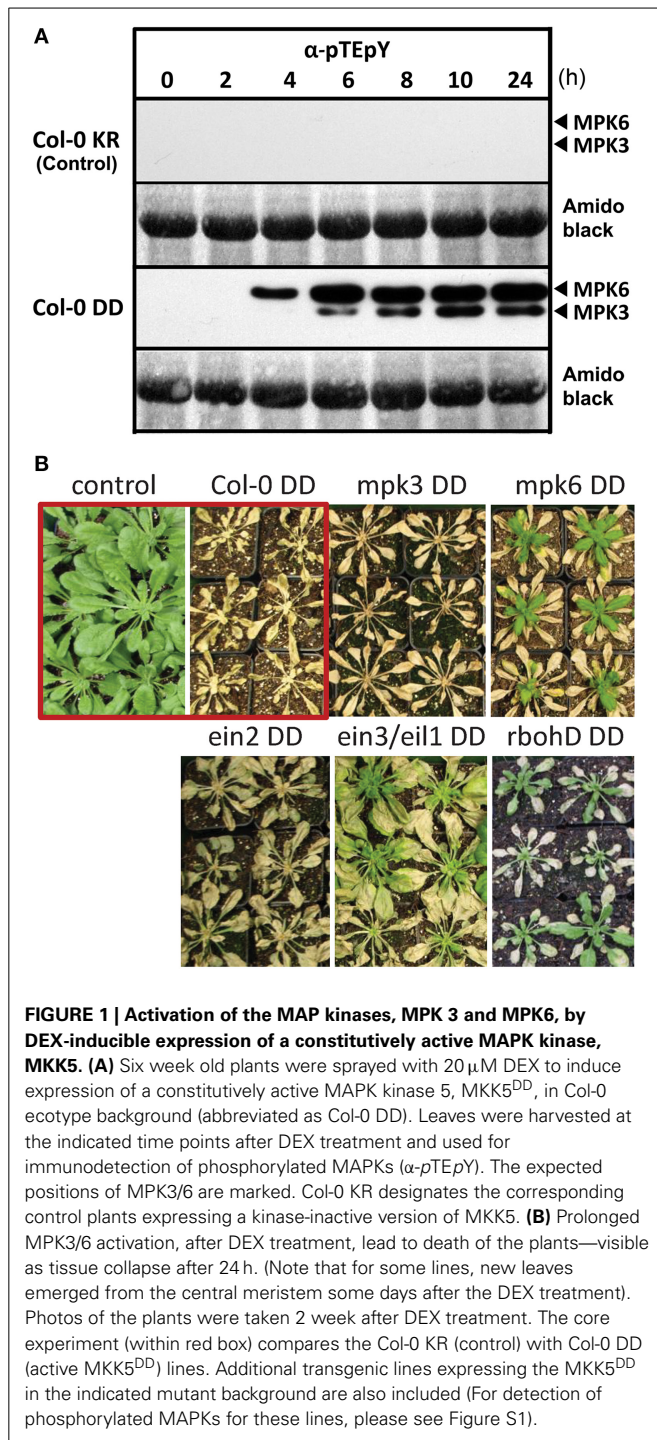 A
α-pTEpY
0 2 4 6 8 10 24 (h)
Col-0 KR
(Control)
MPK6
MPK3
Amido
black
Col-0 DD
MPK6
MPK3
Amido
black
B
control Col-0 DD mpk3 DD mpk6 DD
ein2 DD ein3/eil1 DD rbohD DD
FIGURE 1 | Activation of the MAP kinases, MPK 3 and MPK6, by
DEX-inducible expression of a constitutively active MAPK kinase,
MKK5. (A) Six week old plants were sprayed with 20 μM DEX to induce
expression of a constitutively active MAPK kinase 5, MKK5DD, in Col-0
ecotype background (abbreviated as Col-0 DD). Leaves were harvested at
the indicated time points after DEX treatment and used for
immunodetection of phosphorylated MAPKs (α-pTEpY). The expected
positions of MPK3/6 are marked. Col-0 KR designates the corresponding
control plants expressing a kinase-inactive version of MKK5. (B) Prolonged
MPK3/6 activation, after DEX treatment, lead to death of the plants—visible
as tissue collapse after 24 h. (Note that for some lines, new leaves
emerged from the central meristem some days after the DEX treatment).
Photos of the plants were taken 2 week after DEX treatment. The core
experiment (within red box) compares the Col-0 KR (control) with Col-0 DD
(active MKK5DD) lines. Additional transgenic lines expressing the MKK5DD
in the indicated mutant background are also included (For detection of
phosphorylated MAPKs for these lines, please see Figure S1).